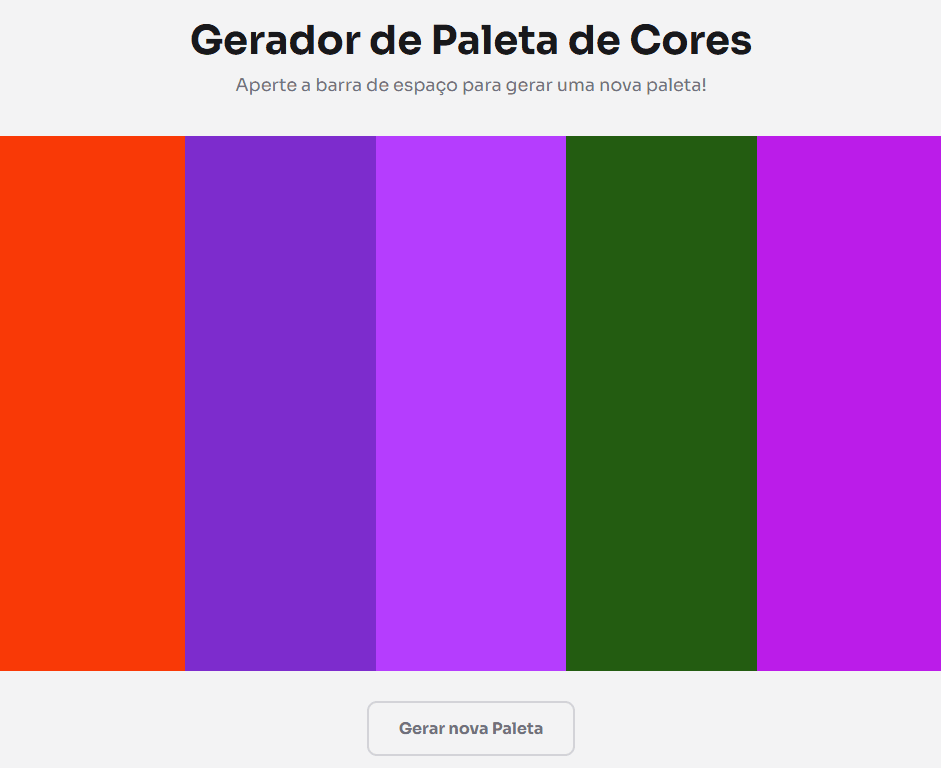 Gerador de Paleta de Cores
Aperte a barra de espaço para gerar uma nova paleta!
Gerar nova Paleta